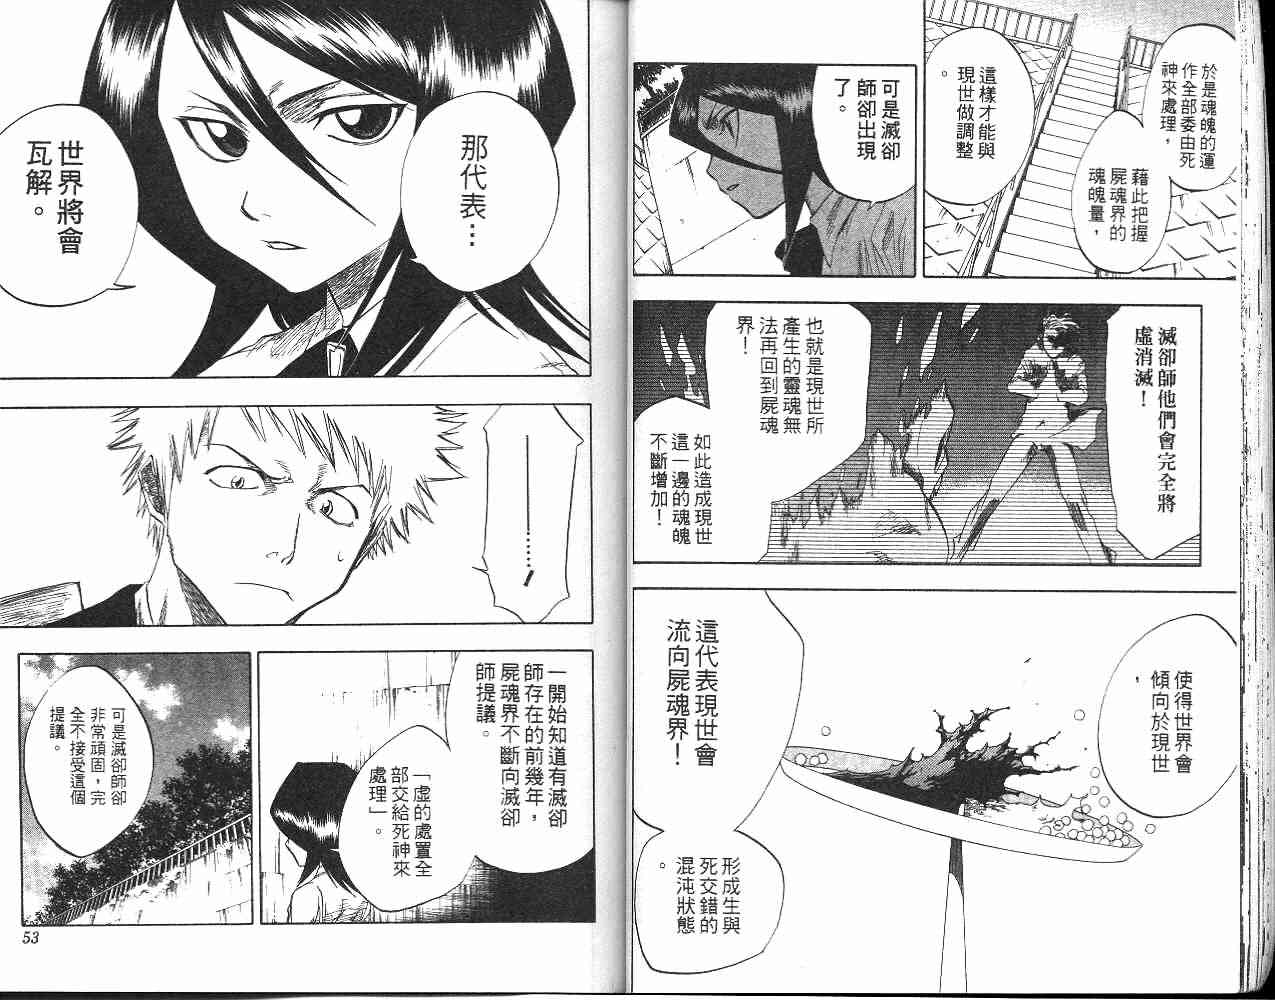 於是魂魄的運
作全部委由死
神來處理，
藉此把握
屍魂界的
魂魄量，
這樣才能與
現世做調整
。
可是滅卻
師卻出現
了。
滅卻師他們會完全將
虛消滅！
也就是現世所
產生的靈魂無
法再回到屍魂
界！
如此造成現世
這一邊的魂魄
不斷增加！
使得世界會
傾向於現世
，
這代表現世會
流向屍魂界！
形成生與
死交錯的
混沌狀態
。
那代表…
世界將會
瓦解。
一開始知道有滅卻
師存在的前幾年，
屍魂界不斷向滅卻
師提議。
「虛的處置全
部交給死神來
處理」。
可是滅卻師卻
非常頑固，完
全不接受這個
提議。
53